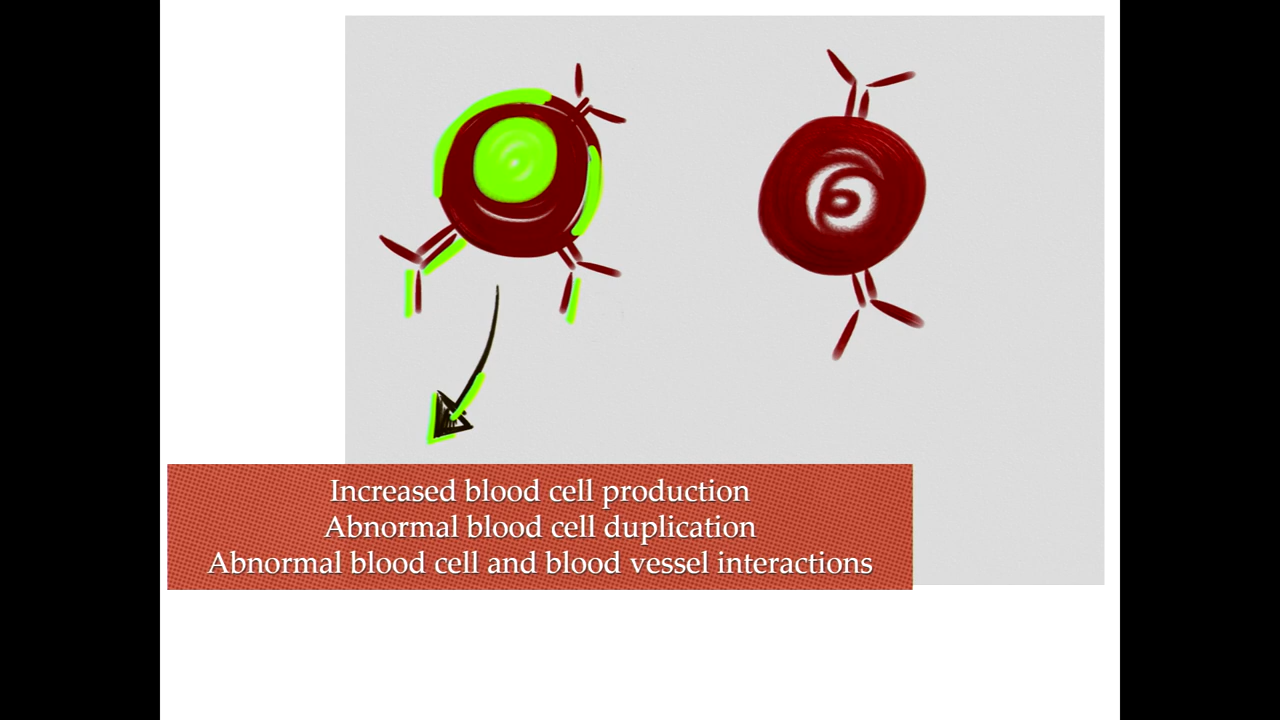 Increased blood cell production
Abnormal blood cell duplication
Abnormal blood cell and blood vessel interactions